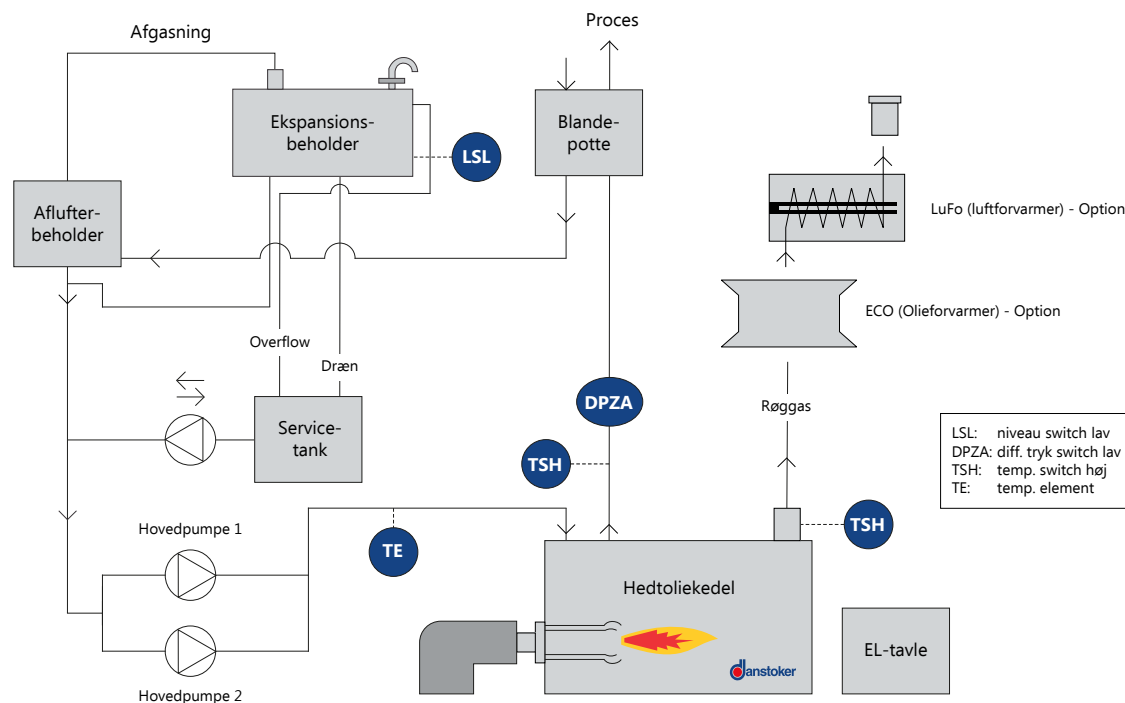 Afgasning
Proces
Ekspansions-
beholder
LSL
Blande-
potte
Aflufter-
beholder
LuFo (luftforvarmer) - Option
ECO (Olieforvarmer) - Option
Overflow
Dræn
DPZA
Røggas
Service-
tank
TSH
LSL: niveau switch lav
DPZA: diff. tryk switch lav
TSH: temp. switch høj
TE: temp. element
Hovedpumpe 1
TE
TSH
Hedtoliekedel
EL-tavle
danstoker
Hovedpumpe 2